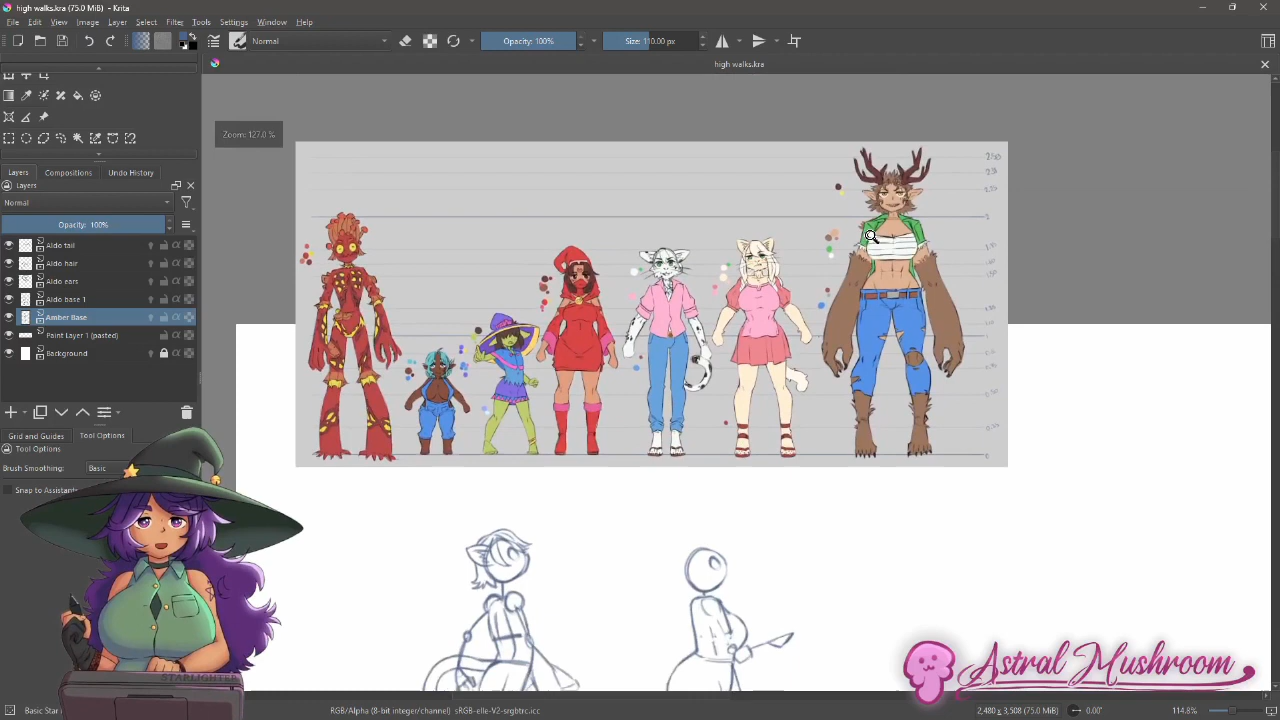 high walks.kra (75.0 MiB) - Krita
File Edit View Image Layer Select Filter Tools Settings Window Help
Normal Opacity: 100% Size: 110.00 px
high walks.kra
Zoom: 127.0 %
Layers Compositions Undo History
Layers
Normal
Opacity: 100%
Aldo tail
Aldo hair
Aldo ears
Aldo base 1
Amber Base
Paint Layer 1 (pasted)
Background
Grid and Guides Tool Options
Tool Options
Brush Smoothing: Basic
Snap to Assistants
STARLIGHTER
Astral Mushroom
Basic RGB/Alpha (8-bit integer/channel) sRGB-elle-V2-srgbtrc.icc 2,480 x 3,508 (75.0 MiB) 0.00° 114.8%